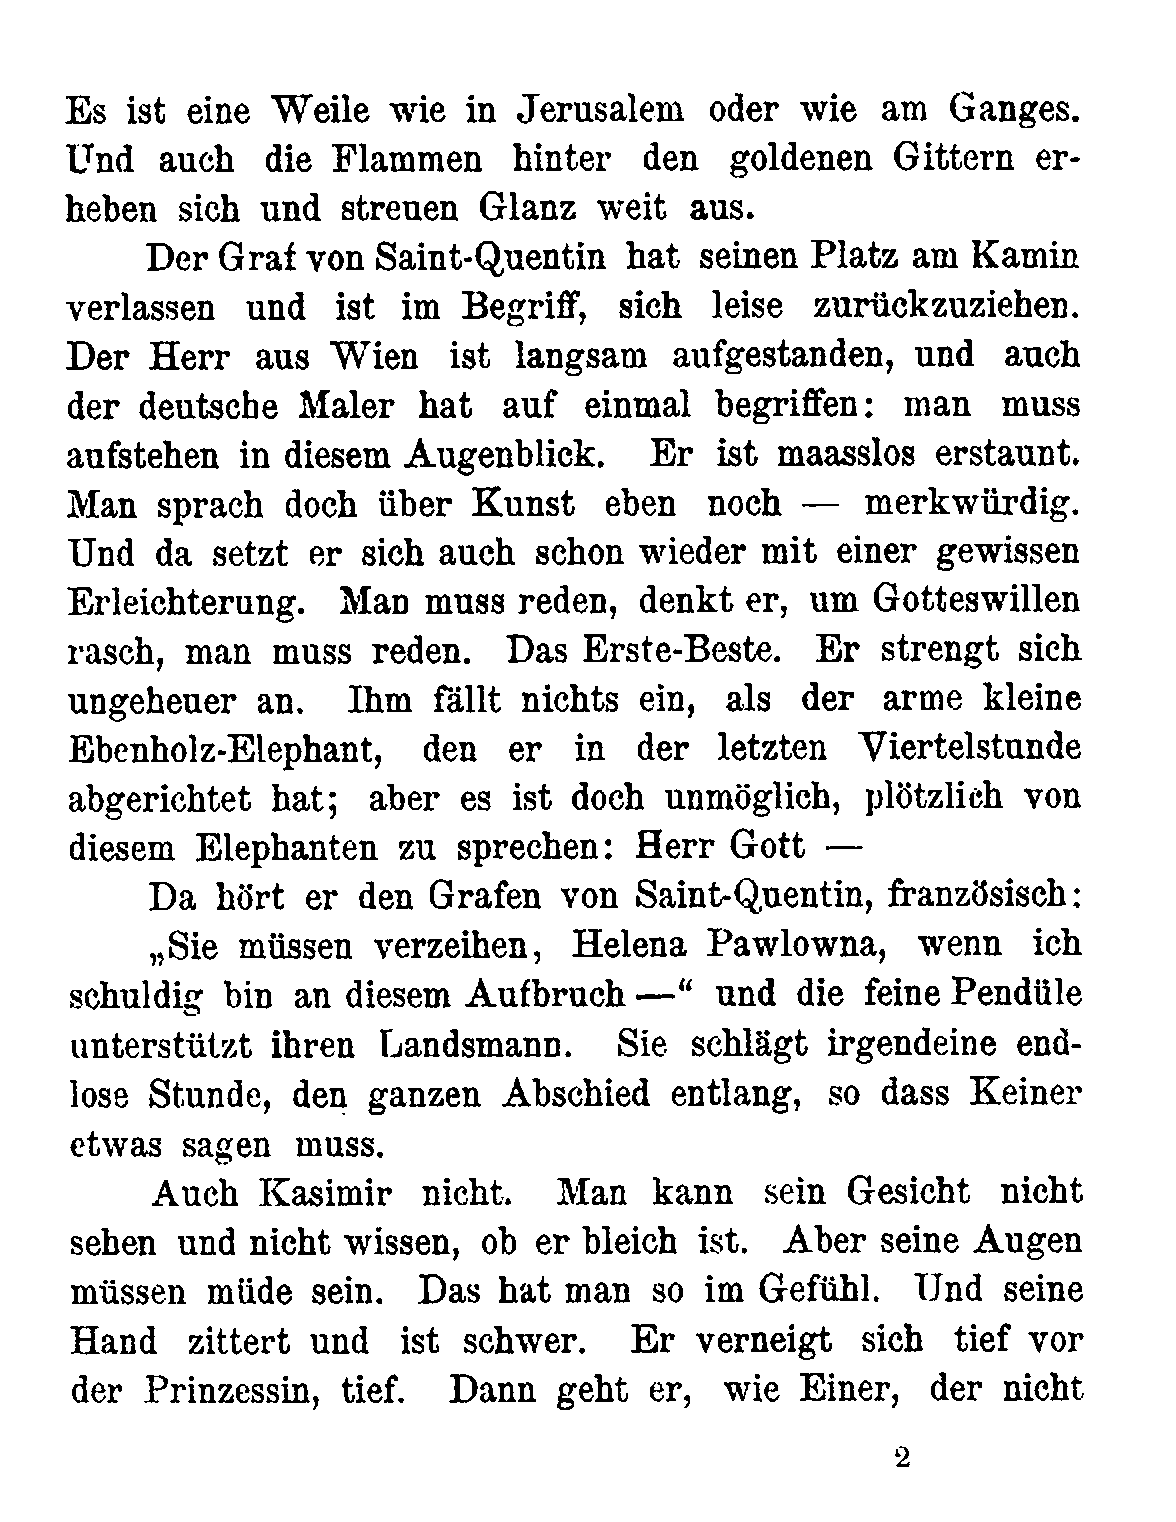 Es ist eine Weile wie in Jerusalem oder wie am Ganges.
Und auch die Flammen hinter den goldenen Gittern er-
heben sich und streuen Glanz weit aus.
Der Graf von Saint-Quentin hat seinen Platz am Kamin
verlassen und ist im Begriff, sich leise zurückzuziehen.
Der Herr aus Wien ist langsam aufgestanden, und auch
der deutsche Maler hat auf einmal begriffen: man muss
aufstehen in diesem Augenblick. Er ist maasslos erstaunt.
Man sprach doch über Kunst eben noch — merkwürdig.
Und da setzt er sich auch schon wieder mit einer gewissen
Erleichterung. Man muss reden, denkt er, um Gotteswillen
rasch, man muss reden. Das Erste-Beste. Er strengt sich
ungeheuer an. Ihm fällt nichts ein, als der arme kleine
Ebenholz-Elephant, den er in der letzten Viertelstunde
abgerichtet hat; aber es ist doch unmöglich, plötzlich von
diesem Elephanten zu sprechen: Herr Gott —
Da hört er den Grafen von Saint-Quentin, französisch:
„Sie müssen verzeihen, Helena Pawlowna, wenn ich
schuldig bin an diesem Aufbruch —“ und die feine Pendüle
unterstützt ihren Landsmann. Sie schlägt irgendeine end-
lose Stunde, den ganzen Abschied entlang, so dass Keiner
etwas sagen muss.
Auch Kasimir nicht. Man kann sein Gesicht nicht
sehen und nicht wissen, ob er bleich ist. Aber seine Augen
müssen müde sein. Das hat man so im Gefühl. Und seine
Hand zittert und ist schwer. Er verneigt sich tief vor
der Prinzessin, tief. Dann geht er, wie Einer, der nicht
2